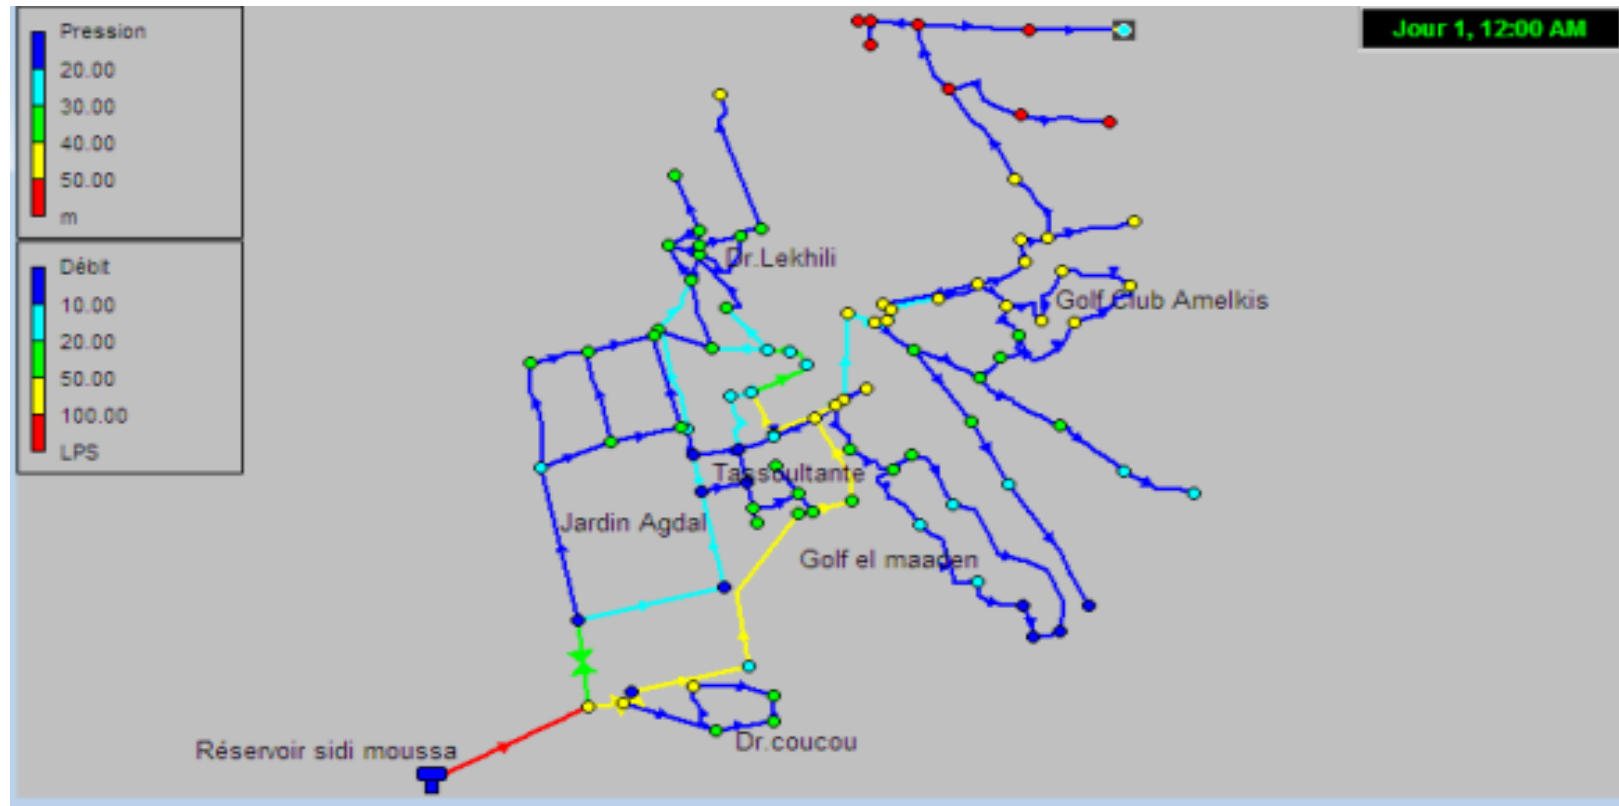 Pression
20.00
30.00
40.00
50.00
m
Débit
10.00
20.00
50.00
100.00
LPS
Jour 1, 12:00 AM
Dr.Lekhili
Golf Club Amelkis
Tassoultante
Jardin Agdal
Golf el maaden
Dr.coucou
Réservoir sidi moussa